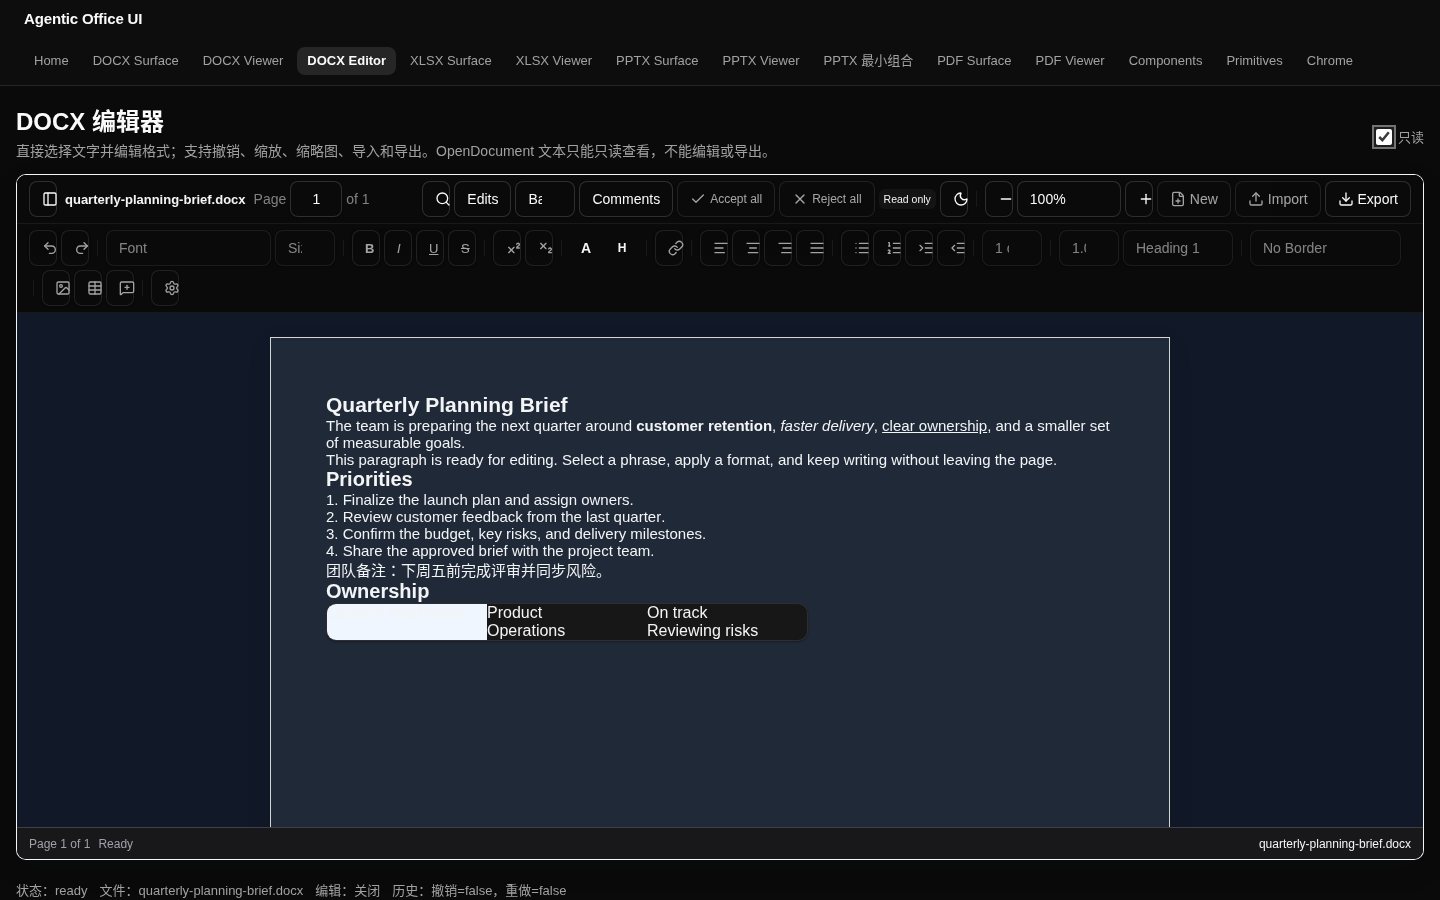 Agentic Office UI
Home DOCX Surface DOCX Viewer DOCX Editor XLSX Surface XLSX Viewer PPTX Surface PPTX Viewer PPTX 最小组合 PDF Surface PDF Viewer Components Primitives Chrome
DOCX 编辑器
直接选择文字并编辑格式；支持撤销、缩放、缩略图、导入和导出。OpenDocument 文本只能只读查看，不能编辑或导出。
只读
quarterly-planning-brief.docx Page 1 of 1 Edits Ba Comments Accept all Reject all Read only 100% New Import Export
Font Si B I U S x² x₂ A H 1 1.0 Heading 1 No Border
Quarterly Planning Brief
The team is preparing the next quarter around customer retention, faster delivery, clear ownership, and a smaller set
of measurable goals.
This paragraph is ready for editing. Select a phrase, apply a format, and keep writing without leaving the page.
Priorities
1. Finalize the launch plan and assign owners.
2. Review customer feedback from the last quarter.
3. Confirm the budget, key risks, and delivery milestones.
4. Share the approved brief with the project team.
团队备注：下周五前完成评审并同步风险。
Ownership
Product On track
Operations Reviewing risks
Page 1 of 1 Ready quarterly-planning-brief.docx
状态：ready 文件：quarterly-planning-brief.docx 编辑：关闭 历史：撤销=false，重做=false